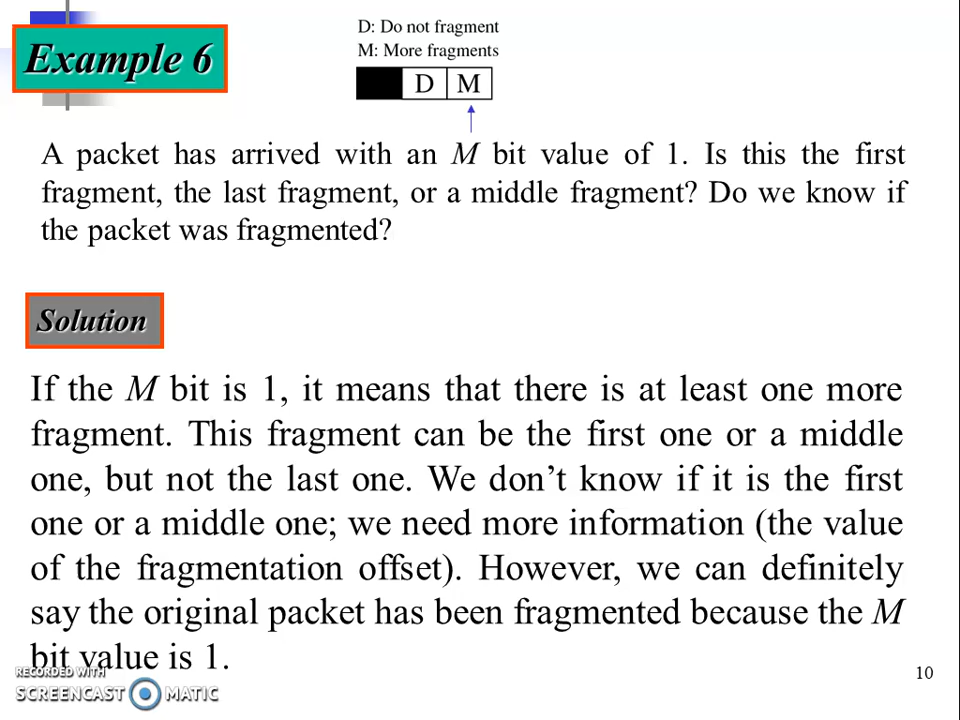 D: Do not fragment
M: More fragments
Example 6
D M
A packet has arrived with an M bit value of 1. Is this the first
fragment, the last fragment, or a middle fragment? Do we know if
the packet was fragmented?
Solution
If the M bit is 1, it means that there is at least one more
fragment. This fragment can be the first one or a middle
one, but not the last one. We don’t know if it is the first
one or a middle one; we need more information (the value
of the fragmentation offset). However, we can definitely
say the original packet has been fragmented because the M
bit value is 1.
RECORDED WITH
SCREENCAST MATIC
10